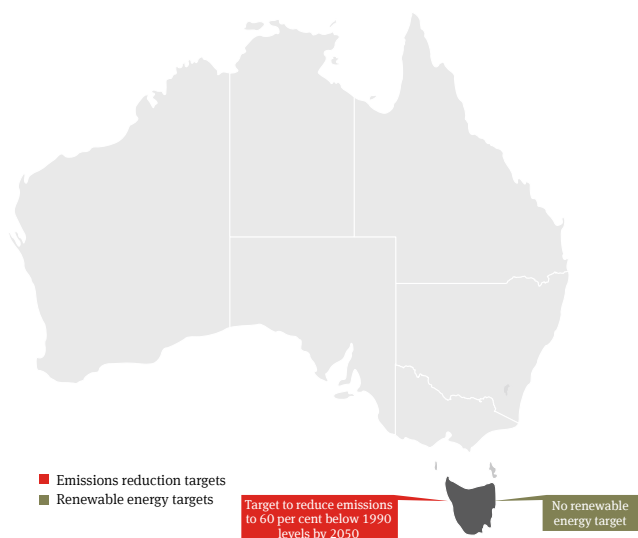 Emissions reduction targets
Renewable energy targets
Target to reduce emissions
to 60 per cent below 1990
levels by 2050
No renewable
energy target